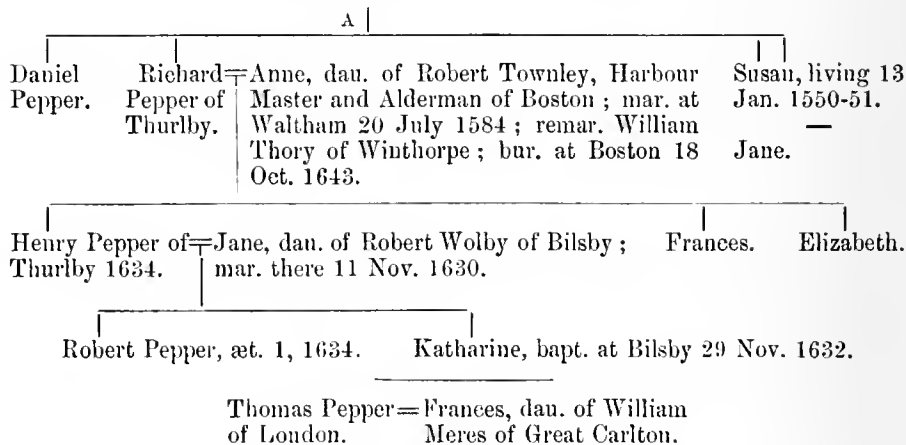 A
Daniel
Pepper.
Richard=Anne, dau. of Robert Townley, Harbour
Pepper of Master and Alderman of Boston ; mar. at
Thurlby. Waltham 20 July 1584 ; remar. William
Thory of Winthorpe ; bur. at Boston 18
Oct. 1643.
Susan, living 13
Jan. 1550-51.
—
Jane.
Henry Pepper of=Jane, dau. of Robert Wolby of Bilsby ;
Thurlby 1634. mar. there 11 Nov. 1630.
Frances.
Elizabeth.
Robert Pepper, æt. 1, 1634.
Katharine, bapt. at Bilsby 29 Nov. 1632.
Thomas Pepper=Frances, dau. of William
of London. Meres of Great Carlton.